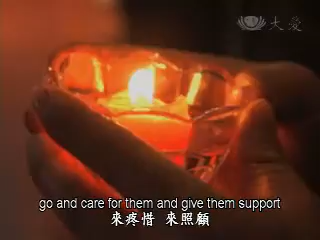 大愛
go and care for them and give them support
來疼惜 來照顧